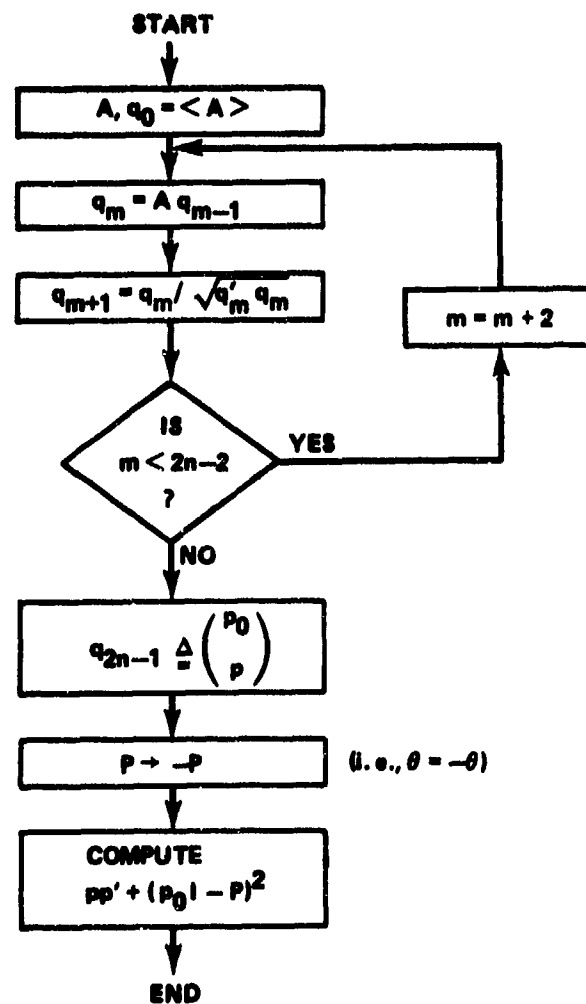 START
A, q₀ = < A >
qₘ = A qₘ₋₁
qₘ₊₁ = qₘ / √q′ₘ qₘ
m = m + 2
IS
m < 2n–2
?
YES
NO
q₂ₙ₋₁ ≜ (p₀ p)
P → –P (i. e., θ = –θ)
COMPUTE
pp′ + (p₀ I – P)²
END